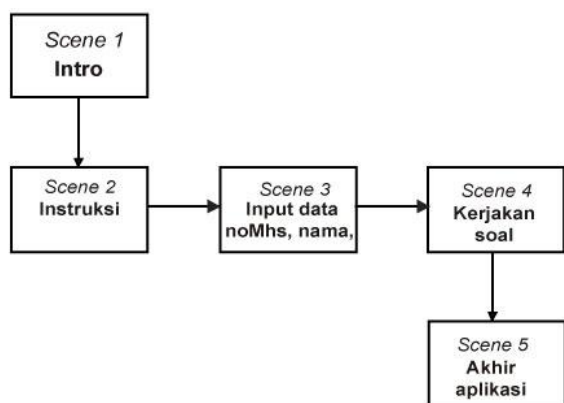 Scene 1
Intro
Scene 2
Instruksi
Scene 3
Input data
noMhs, nama,
Scene 4
Kerjakan
soal
Scene 5
Akhir
aplikasi